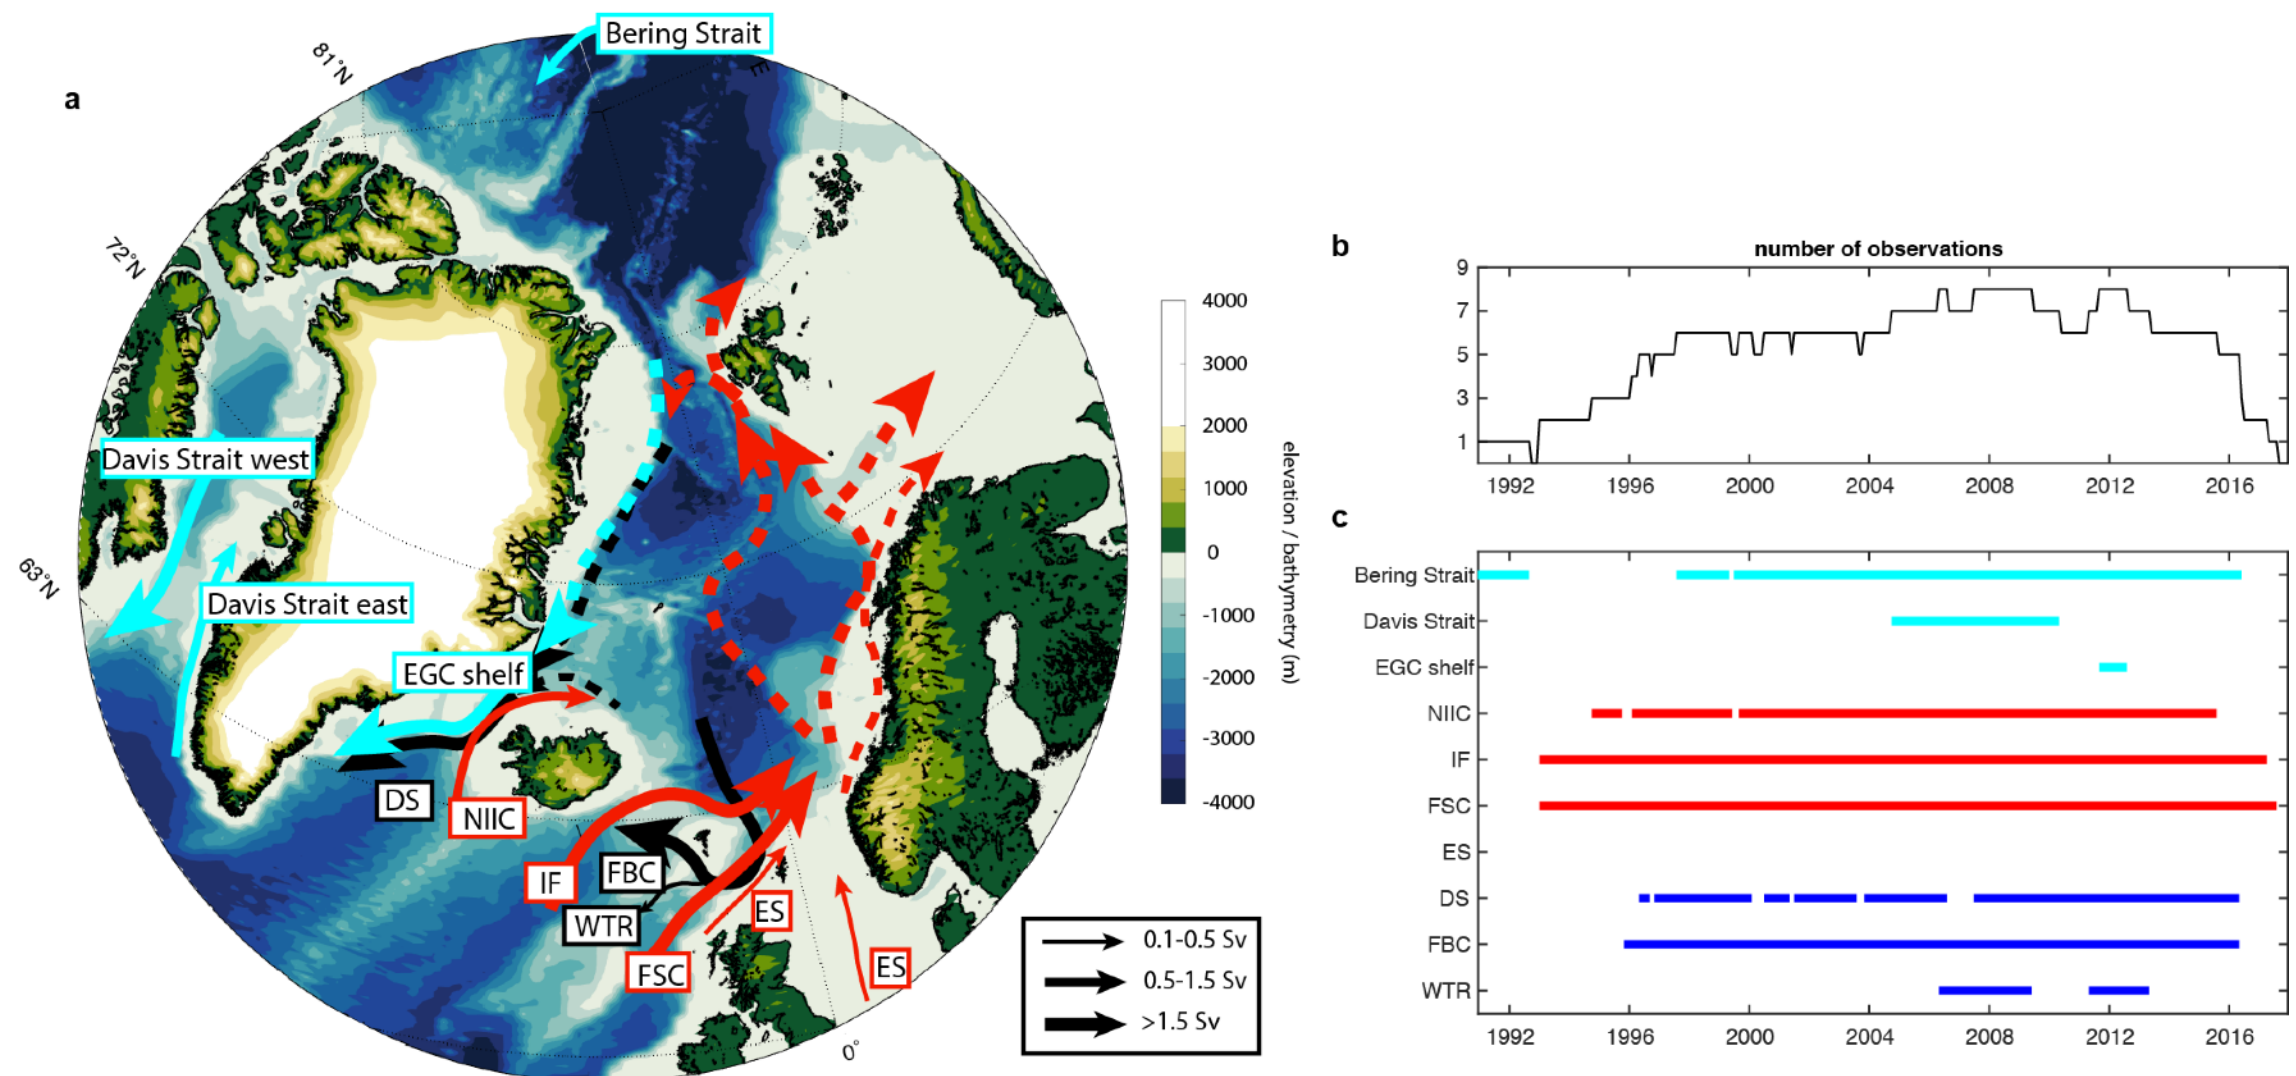 a
81°N
72°N
63°N
0°
E
Bering Strait
Davis Strait west
Davis Strait east
EGC shelf
DS
NIIC
IF
FBC
WTR
FSC
ES
ES
0.1-0.5 Sv
0.5-1.5 Sv
>1.5 Sv
4000
3000
2000
1000
0
-1000
-2000
-3000
-4000
elevation / bathymetry (m)
b
number of observations
9
7
5
3
1
1992 1996 2000 2004 2008 2012 2016
c
Bering Strait
Davis Strait
EGC shelf
NIIC
IF
FSC
ES
DS
FBC
WTR
1992 1996 2000 2004 2008 2012 2016